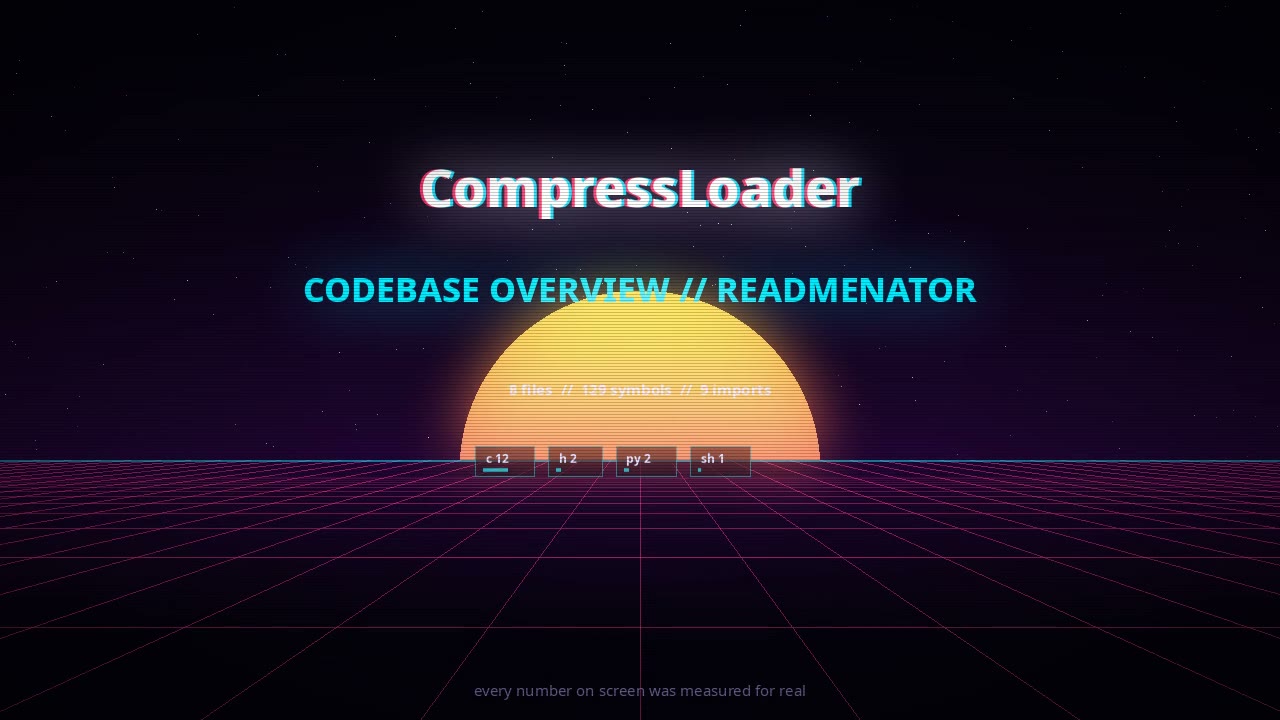 CompressLoader
CODEBASE OVERVIEW // READMENATOR
8 files // 129 symbols // 9 imports
c 12 h 2 py 2 sh 1
every number on screen was measured for real